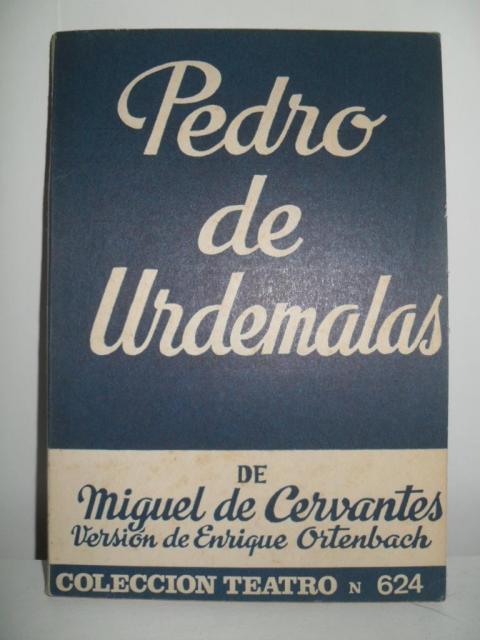 Pedro
de
Urdemalas
DE
Miguel de Cervantes
Versión de Enrique Ortenbach
COLECCION TEATRO N 624